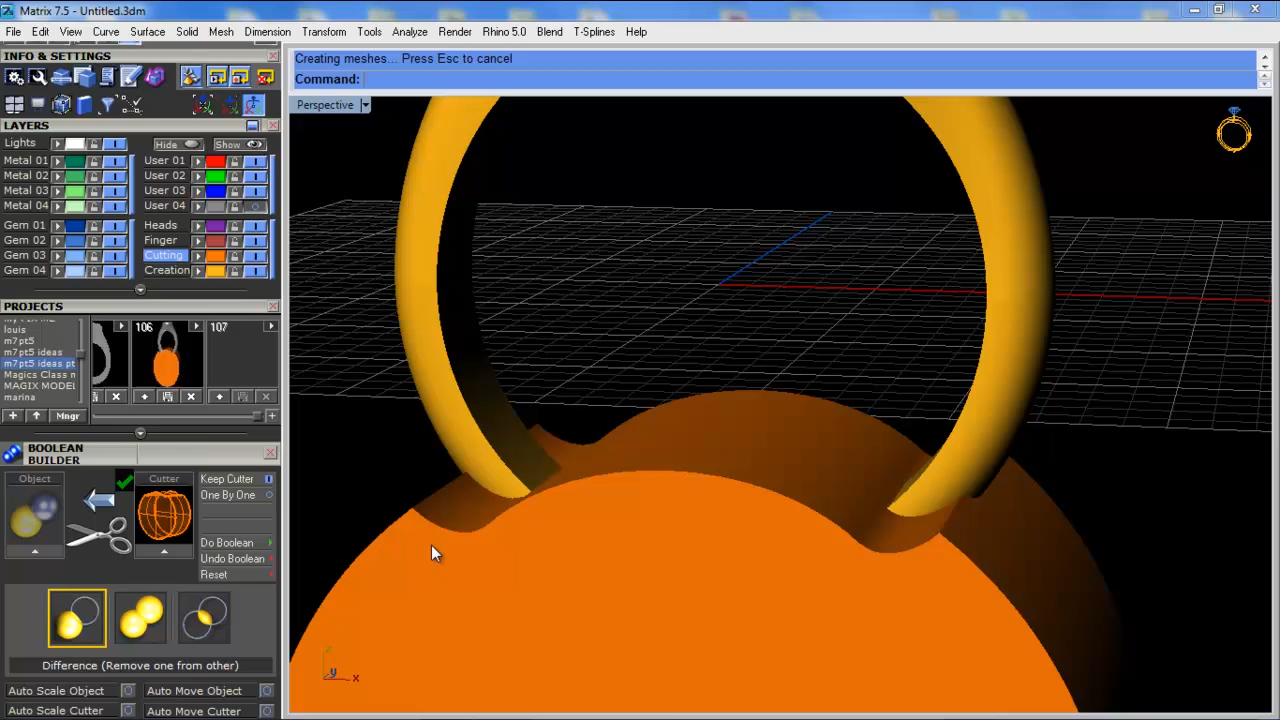 Matrix 7.5 - Untitled.3dm
File Edit View Curve Surface Solid Mesh Dimension Transform Tools Analyze Render Rhino 5.0 Blend T-Splines Help
INFO & SETTINGS
Creating meshes... Press Esc to cancel
Command:
Perspective
LAYERS
Lights Hide Show
Metal 01 User 01
Metal 02 User 02
Metal 03 User 03
Metal 04 User 04
Gem 01 Heads
Gem 02 Finger
Gem 03 Cutting
Gem 04 Creation
PROJECTS
louis
m7pt5
m7pt5 ideas
m7pt5 ideas pt
Magics Class n
MAGIX MODEL
marina
106 107
Mngr
BOOLEAN
BUILDER
Object Cutter Keep Cutter
One By One
Do Boolean
Undo Boolean
Reset
Difference (Remove one from other)
Auto Scale Object Auto Move Object
Auto Scale Cutter Auto Move Cutter
z
y
x